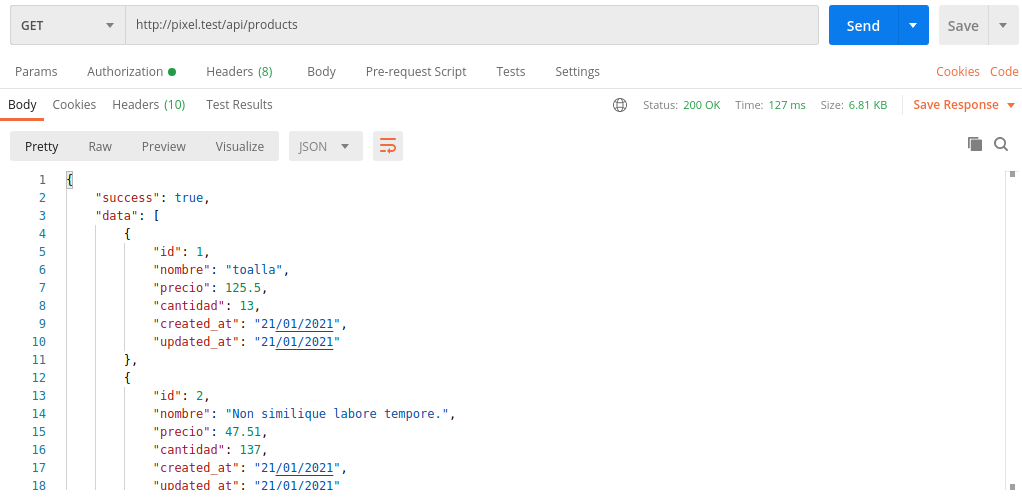 GET http://pixel.test/api/products Send Save
Params Authorization Headers (8) Body Pre-request Script Tests Settings Cookies Code
Body Cookies Headers (10) Test Results Status: 200 OK Time: 127 ms Size: 6.81 KB Save Response
Pretty Raw Preview Visualize JSON
1 {
2 "success": true,
3 "data": [
4 {
5 "id": 1,
6 "nombre": "toalla",
7 "precio": 125.5,
8 "cantidad": 13,
9 "created_at": "21/01/2021",
10 "updated_at": "21/01/2021"
11 },
12 {
13 "id": 2,
14 "nombre": "Non similique labore tempore.",
15 "precio": 47.51,
16 "cantidad": 137,
17 "created_at": "21/01/2021",
18 "updated_at": "21/01/2021"